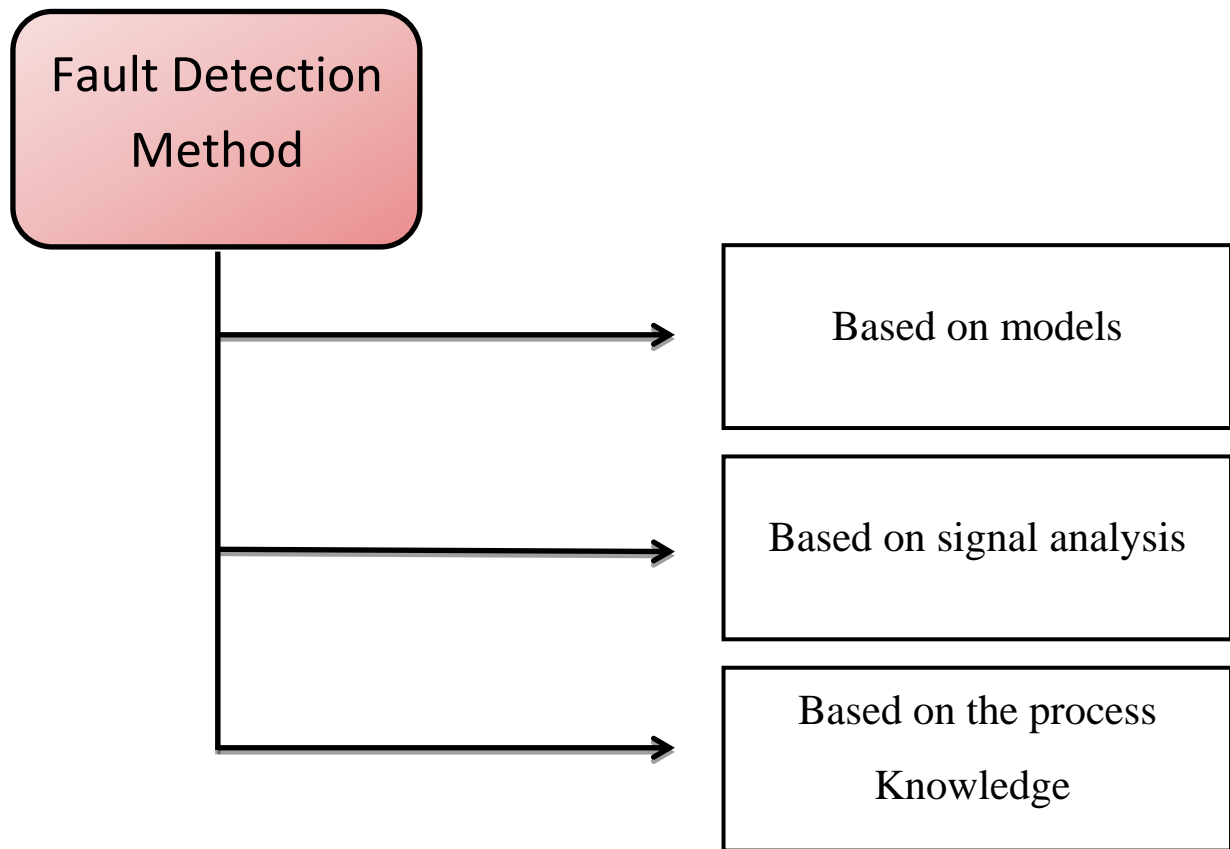 Fault Detection
Method
Based on models
Based on signal analysis
Based on the process
Knowledge